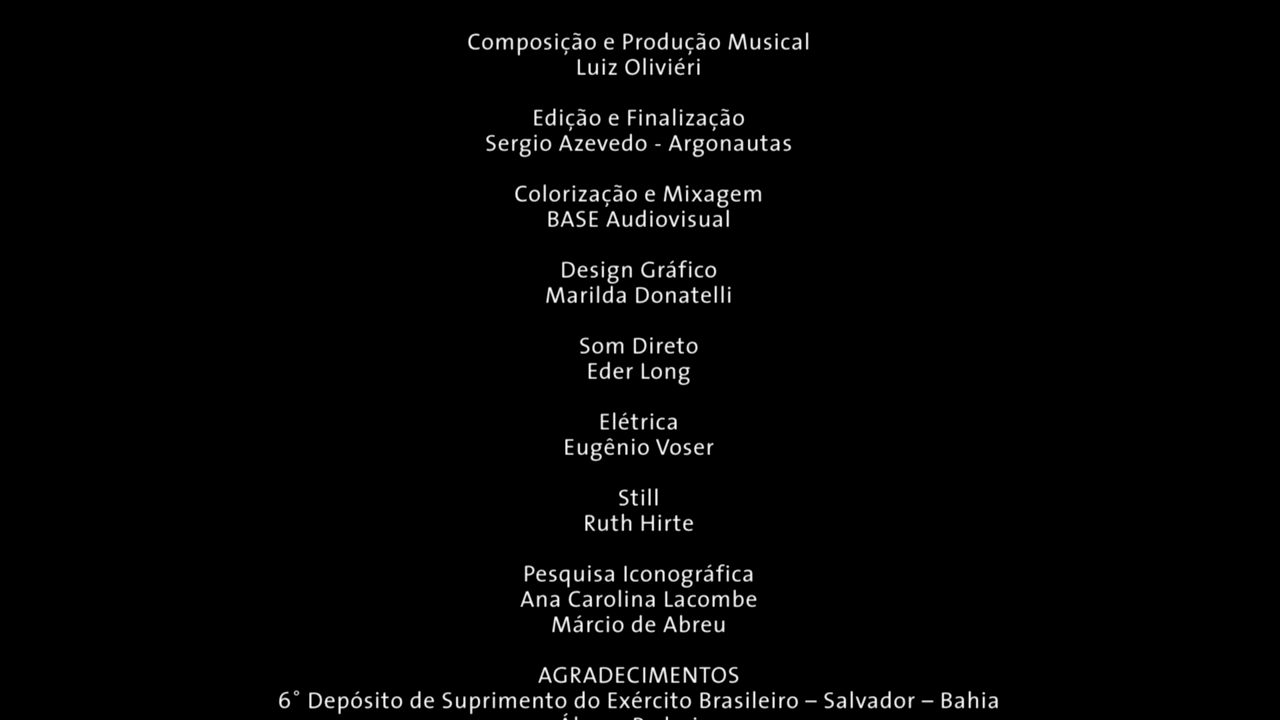 Composição e Produção Musical
Luiz Oliviéri
Edição e Finalização
Sergio Azevedo - Argonautas
Colorização e Mixagem
BASE Audiovisual
Design Gráfico
Marilda Donatelli
Som Direto
Eder Long
Elétrica
Eugênio Voser
Still
Ruth Hirte
Pesquisa Iconográfica
Ana Carolina Lacombe
Márcio de Abreu
AGRADECIMENTOS
6° Depósito de Suprimento do Exército Brasileiro – Salvador – Bahia